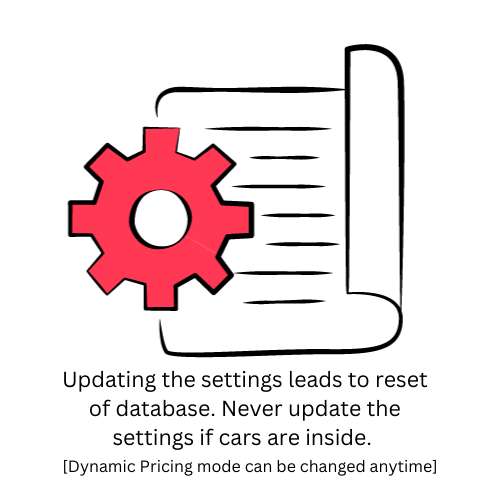 Updating the settings leads to reset
of database. Never update the
settings if cars are inside.
[Dynamic Pricing mode can be changed anytime]